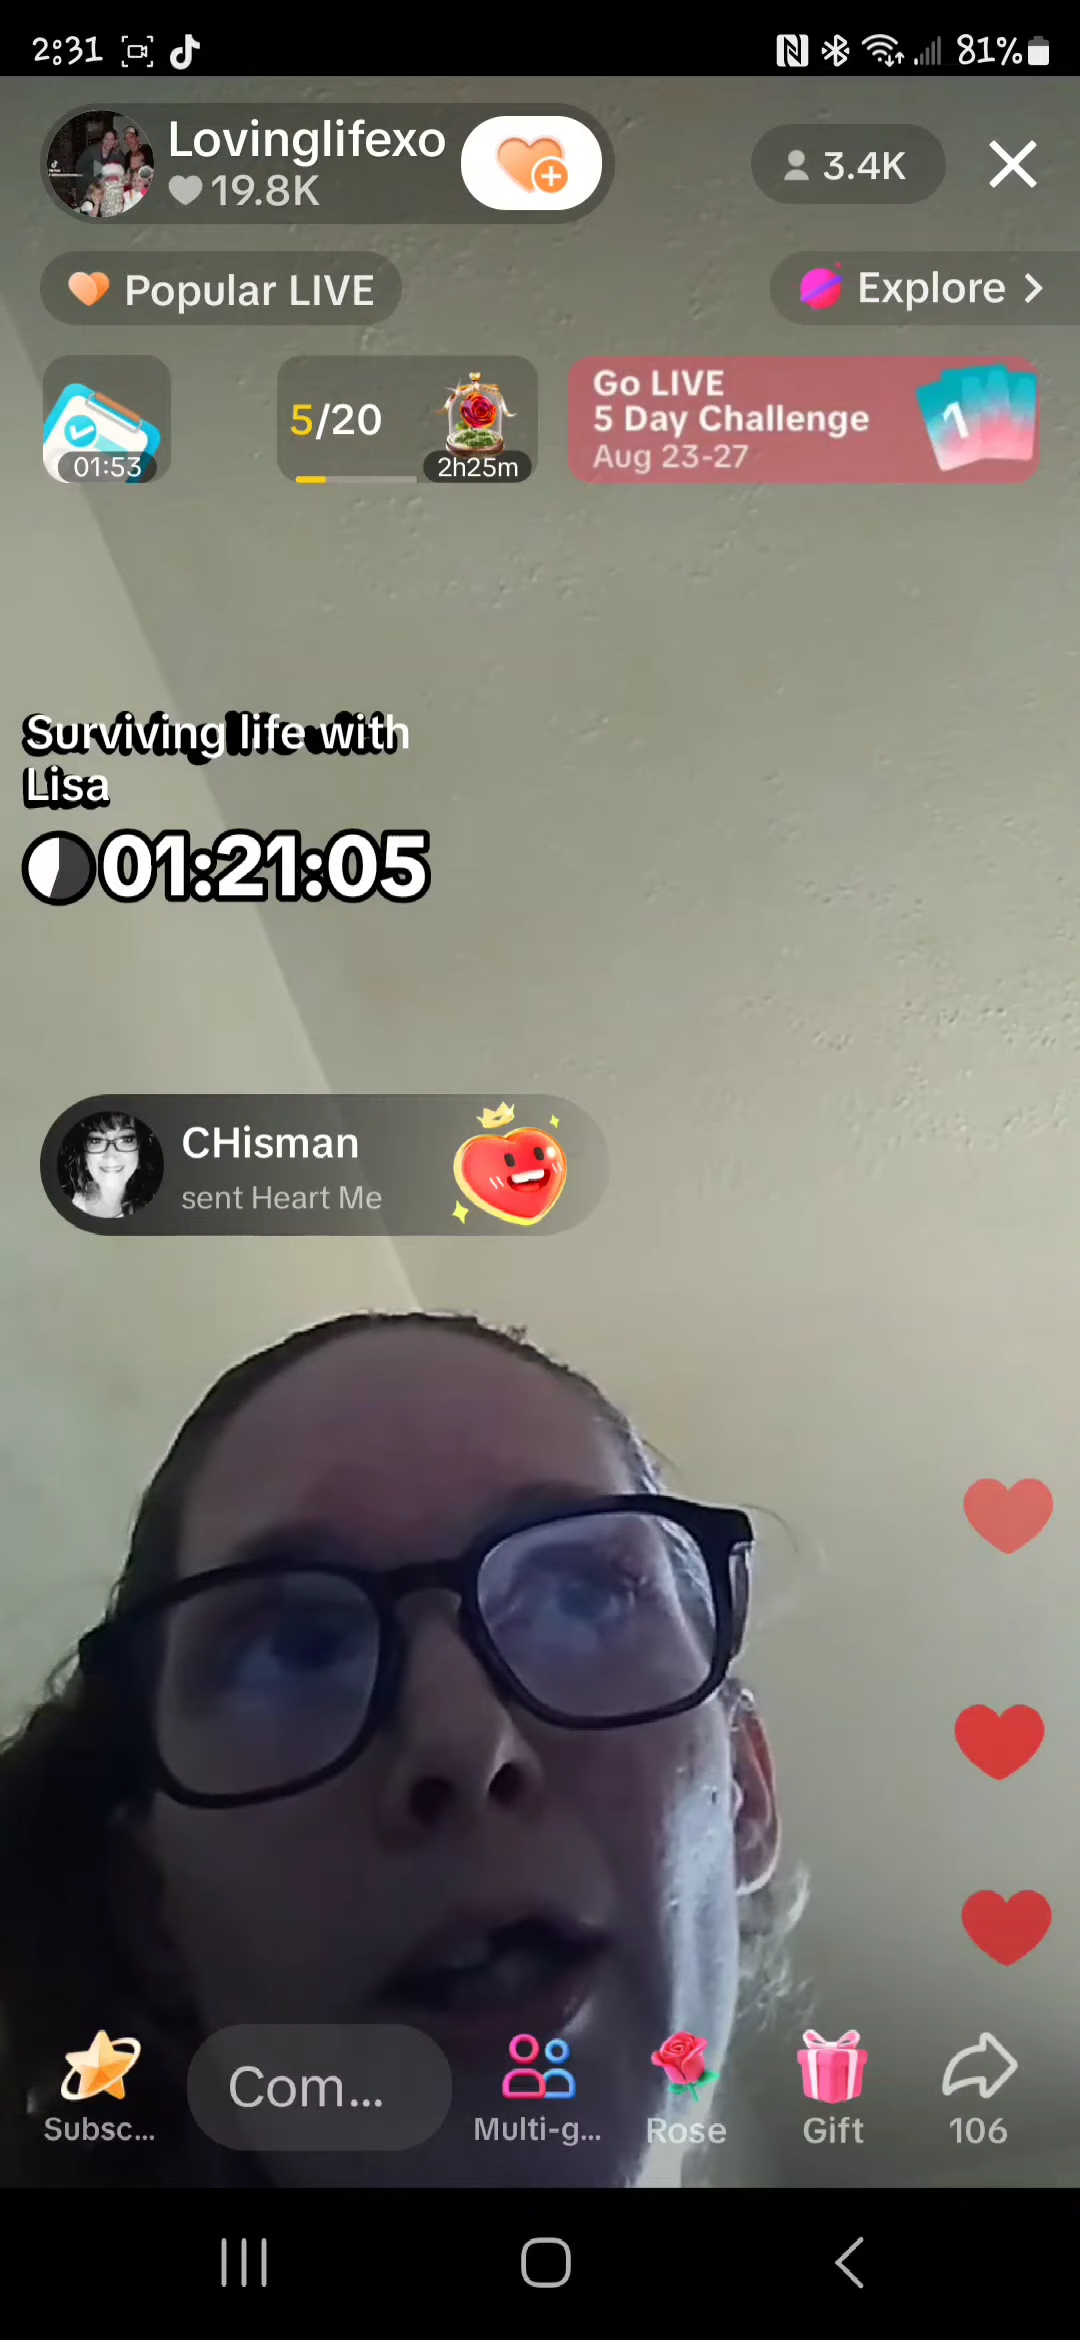 2:31
81%
Lovinglifexo
19.8K
3.4K
Popular LIVE
Explore
01:53
5/20
2h25m
Go LIVE
5 Day Challenge
Aug 23-27
1
Surviving life with
Lisa
01:21:05
CHisman
sent Heart Me
Subsc...
Com...
Multi-g...
Rose
Gift
106